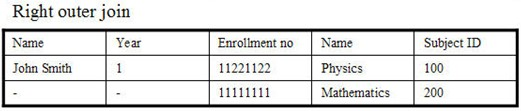 Right outer join
Name Year Enrollment no Name Subject ID
John Smith 1 11221122 Physics 100
- - 11111111 Mathematics 200